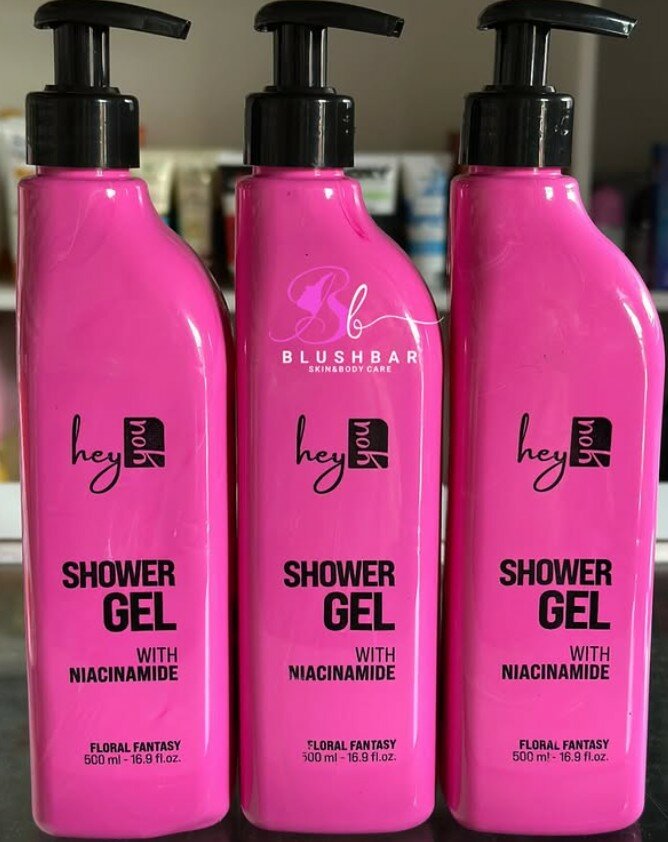 hey you
SHOWER
GEL
WITH
NIACINAMIDE
FLORAL FANTASY
500 ml - 16.9 fl.oz.
Bb
BLUSHBAR
SKIN&BODY CARE
hey you
SHOWER
GEL
WITH
NIACINAMIDE
FLORAL FANTASY
500 ml - 16.9 fl.oz.
hey you
SHOWER
GEL
WITH
NIACINAMIDE
FLORAL FANTASY
500 ml - 16.9 fl.oz.